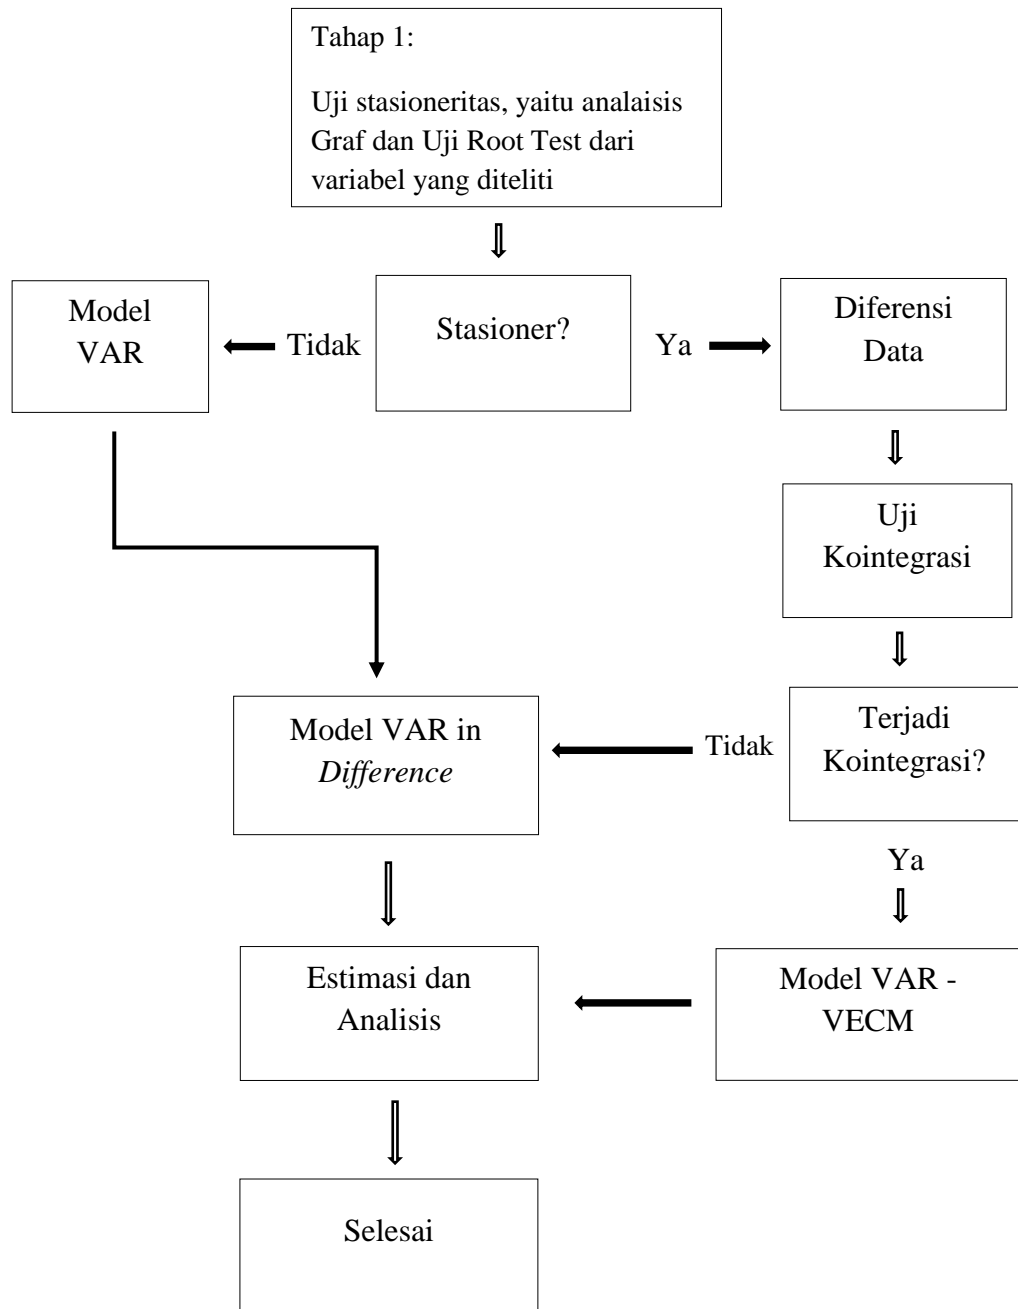 Tahap 1:
Uji stasioneritas, yaitu analaisis
Graf dan Uji Root Test dari
variabel yang diteliti
Model
VAR
Tidak
Stasioner?
Ya
Diferensi
Data
Uji
Kointegrasi
Model VAR in
Difference
Tidak
Terjadi
Kointegrasi?
Ya
Estimasi dan
Analisis
Model VAR -
VECM
Selesai